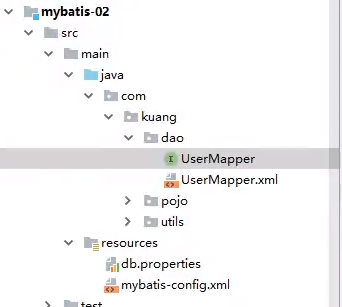 mybatis-02
src
main
java
com
kuang
dao
UserMapper
UserMapper.xml
pojo
utils
resources
db.properties
mybatis-config.xml
test